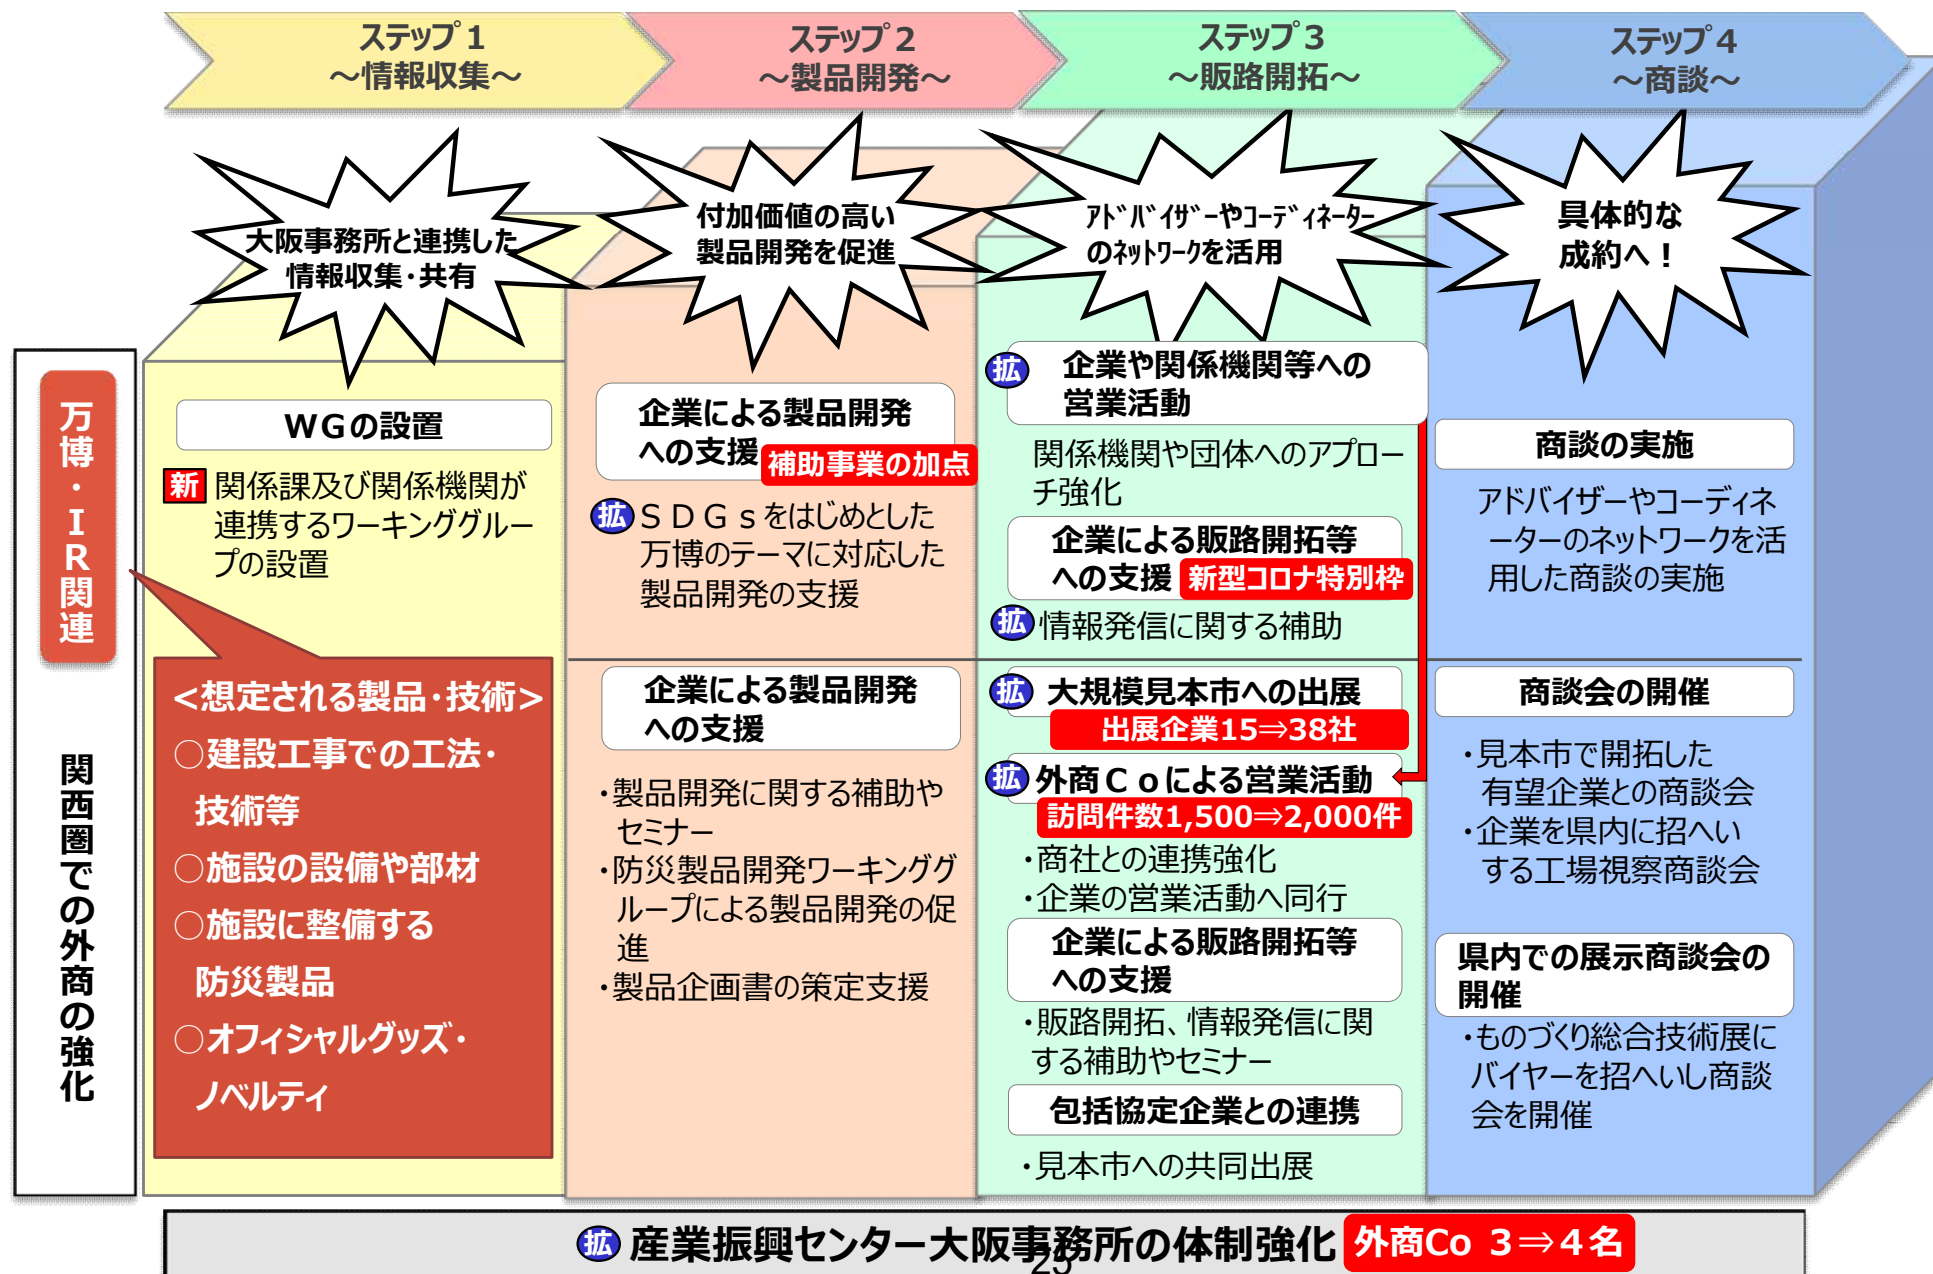 ステップ1
～情報収集～
ステップ2
～製品開発～
ステップ3
～販路開拓～
ステップ4
～商談～
大阪事務所と連携した
情報収集・共有
付加価値の高い
製品開発を促進
ｱﾄﾞﾊﾞｲｻﾞｰやｺｰﾃﾞｨﾈｰﾀｰ
のﾈｯﾄﾜｰｸを活用
具体的な
成約へ！
万博・IR関連
関西圏での外商の強化
WGの設置
新 関係課及び関係機関が
連携するワーキンググルー
プの設置
<想定される製品・技術>
○建設工事での工法・
技術等
○施設の設備や部材
○施設に整備する
防災製品
○オフィシャルグッズ・
ノベルティ
企業による製品開発
への支援 補助事業の加点
拡 SDGsをはじめとした
万博のテーマに対応した
製品開発の支援
企業による製品開発
への支援
・製品開発に関する補助や
セミナー
・防災製品開発ワーキンググ
ループによる製品開発の促
進
・製品企画書の策定支援
拡 企業や関係機関等への
営業活動
関係機関や団体へのアプロー
チ強化
企業による販路開拓等
への支援 新型コロナ特別枠
拡 情報発信に関する補助
拡 大規模見本市への出展
出展企業15⇒38社
拡 外商Coによる営業活動
訪問件数1,500⇒2,000件
・商社との連携強化
・企業の営業活動へ同行
企業による販路開拓等
への支援
・販路開拓、情報発信に関
する補助やセミナー
包括協定企業との連携
・見本市への共同出展
商談の実施
アドバイザーやコーディネ
ーターのネットワークを活
用した商談の実施
商談会の開催
・見本市で開拓した
有望企業との商談会
・企業を県内に招へい
する工場視察商談会
県内での展示商談会の
開催
・ものづくり総合技術展に
バイヤーを招へいし商談
会を開催
拡 産業振興センター大阪事務所の体制強化 外商Co 3⇒4名
25